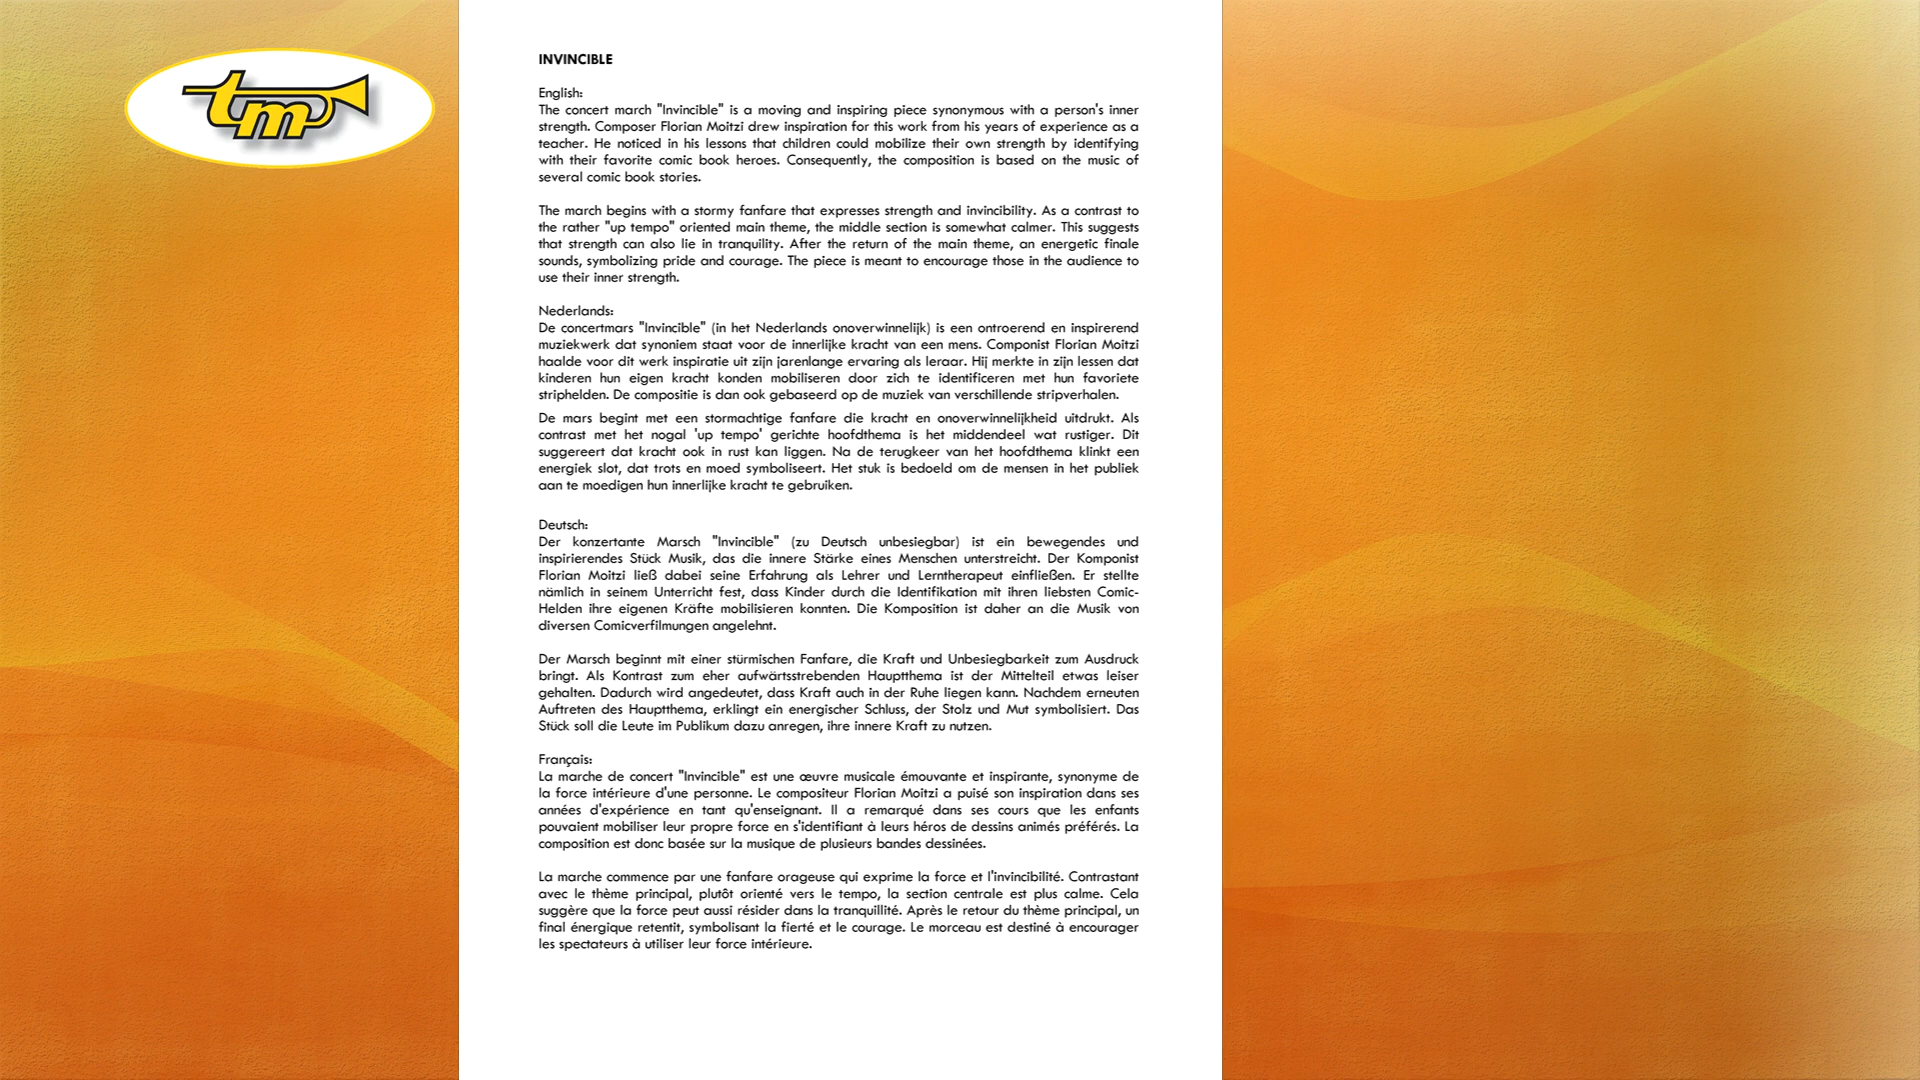 tm
INVINCIBLE
English:
The concert march "Invincible" is a moving and inspiring piece synonymous with a person's inner
strength. Composer Florian Moitzi drew inspiration for this work from his years of experience as a
teacher. He noticed in his lessons that children could mobilize their own strength by identifying
with their favorite comic book heroes. Consequently, the composition is based on the music of
several comic book stories.
The march begins with a stormy fanfare that expresses strength and invincibility. As a contrast to
the rather "up tempo" oriented main theme, the middle section is somewhat calmer. This suggests
that strength can also lie in tranquility. After the return of the main theme, an energetic finale
sounds, symbolizing pride and courage. The piece is meant to encourage those in the audience to
use their inner strength.
Nederlands:
De concertmars "Invincible" (in het Nederlands onoverwinnelijk) is een ontroerend en inspirerend
muziekwerk dat synoniem staat voor de innerlijke kracht van een mens. Componist Florian Moitzi
haalde voor dit werk inspiratie uit zijn jarenlange ervaring als leraar. Hij merkte in zijn lessen dat
kinderen hun eigen kracht konden mobiliseren door zich te identificeren met hun favoriete
striphelden. De compositie is dan ook gebaseerd op de muziek van verschillende stripverhalen.
De mars begint met een stormachtige fanfare die kracht en onoverwinnelijkheid uitdrukt. Als
contrast met het nogal 'up tempo' gerichte hoofdthema is het middendeel wat rustiger. Dit
suggereert dat kracht ook in rust kan liggen. Na de terugkeer van het hoofdthema klinkt een
energiek slot, dat trots en moed symboliseert. Het stuk is bedoeld om de mensen in het publiek
aan te moedigen hun innerlijke kracht te gebruiken.
Deutsch:
Der konzertante Marsch "Invincible" (zu Deutsch unbesiegbar) ist ein bewegendes und
inspirierendes Stück Musik, das die innere Stärke eines Menschen unterstreicht. Der Komponist
Florian Moitzi ließ dabei seine Erfahrung als Lehrer und Lerntherapeut einfließen. Er stellte
nämlich in seinem Unterricht fest, dass Kinder durch die Identifikation mit ihren liebsten Comic-
Helden ihre eigenen Kräfte mobilisieren konnten. Die Komposition ist daher an die Musik von
diversen Comicverfilmungen angelehnt.
Der Marsch beginnt mit einer stürmischen Fanfare, die Kraft und Unbesiegbarkeit zum Ausdruck
bringt. Als Kontrast zum eher aufwärtsstrebenden Hauptthema ist der Mittelteil etwas leiser
gehalten. Dadurch wird angedeutet, dass Kraft auch in der Ruhe liegen kann. Nachdem erneuten
Auftreten des Hauptthema, erklingt ein energischer Schluss, der Stolz und Mut symbolisiert. Das
Stück soll die Leute im Publikum dazu anregen, ihre innere Kraft zu nutzen.
Français:
La marche de concert "Invincible" est une œuvre musicale émouvante et inspirante, synonyme de
la force intérieure d'une personne. Le compositeur Florian Moitzi a puisé son inspiration dans ses
années d'expérience en tant qu'enseignant. Il a remarqué dans ses cours que les enfants
pouvaient mobiliser leur propre force en s'identifiant à leurs héros de dessins animés préférés. La
composition est donc basée sur la musique de plusieurs bandes dessinées.
La marche commence par une fanfare orageuse qui exprime la force et l'invincibilité. Contrastant
avec le thème principal, plutôt orienté vers le tempo, la section centrale est plus calme. Cela
suggère que la force peut aussi résider dans la tranquillité. Après le retour du thème principal, un
final énergique retentit, symbolisant la fierté et le courage. Le morceau est destiné à encourager
les spectateurs à utiliser leur force intérieure.